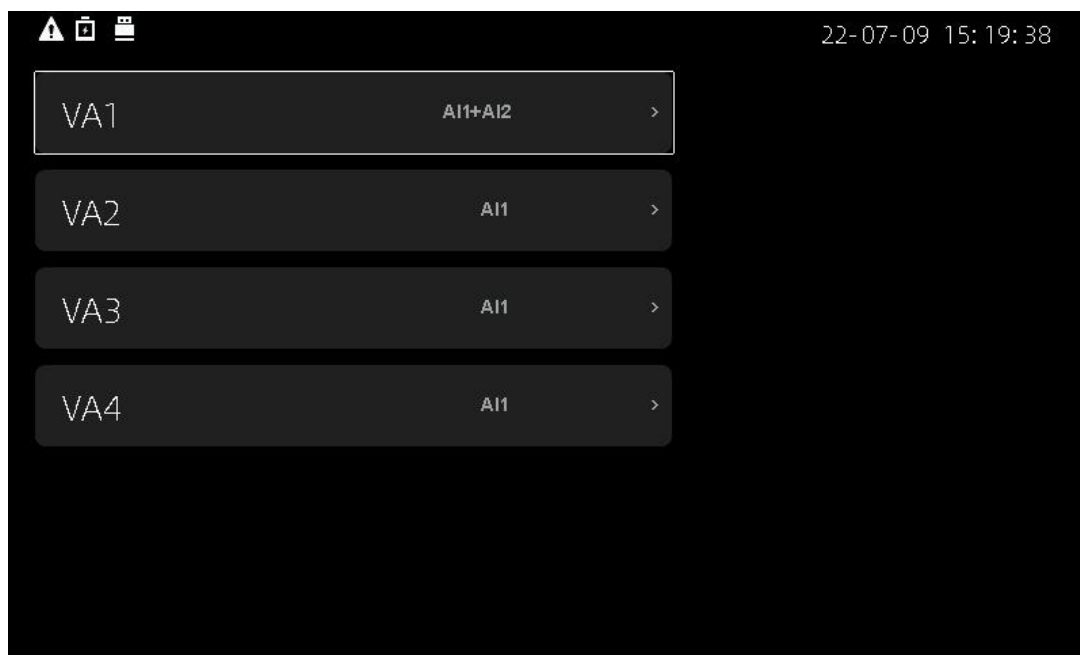 22-07-09 15:19:38
VA1 AI1+AI2 >
VA2 AI1 >
VA3 AI1 >
VA4 AI1 >